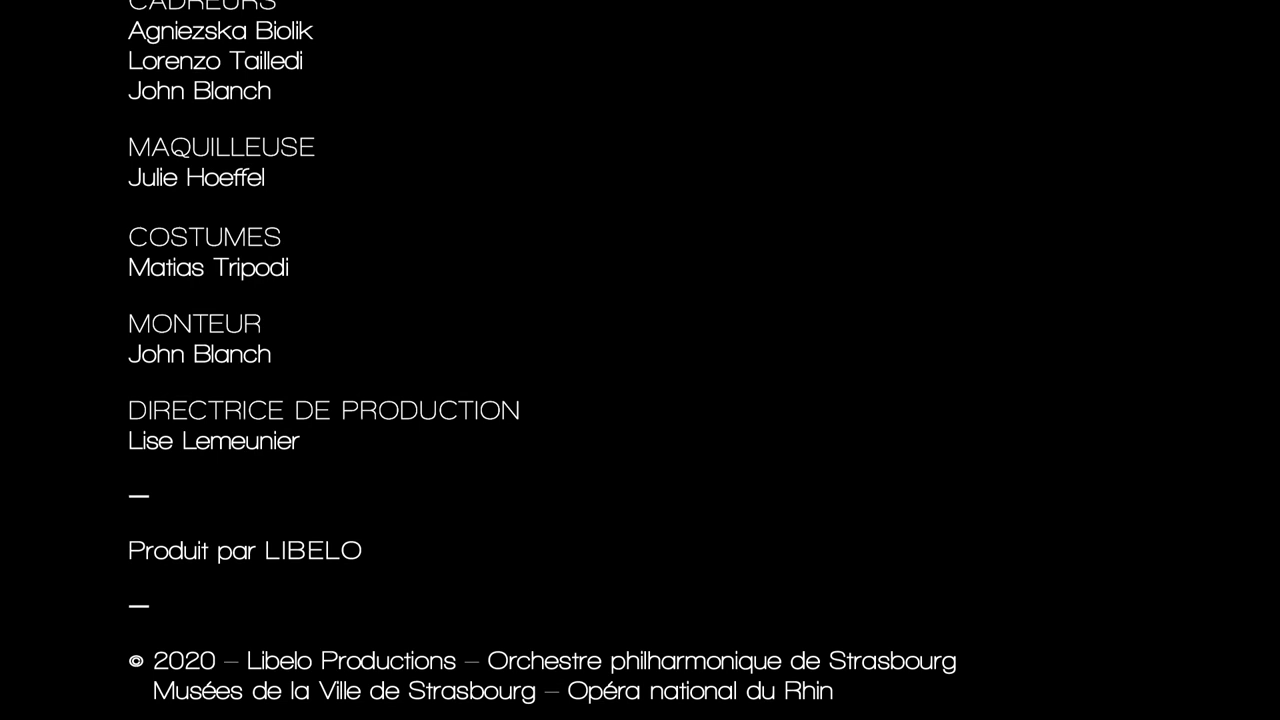 CADREURS
Agniezska Biolik
Lorenzo Tailledi
John Blanch
MAQUILLEUSE
Julie Hoeffel
COSTUMES
Matias Tripodi
MONTEUR
John Blanch
DIRECTRICE DE PRODUCTION
Lise Lemeunier
—
Produit par LIBELO
—
© 2020 – Libelo Productions – Orchestre philharmonique de Strasbourg
Musées de la Ville de Strasbourg – Opéra national du Rhin